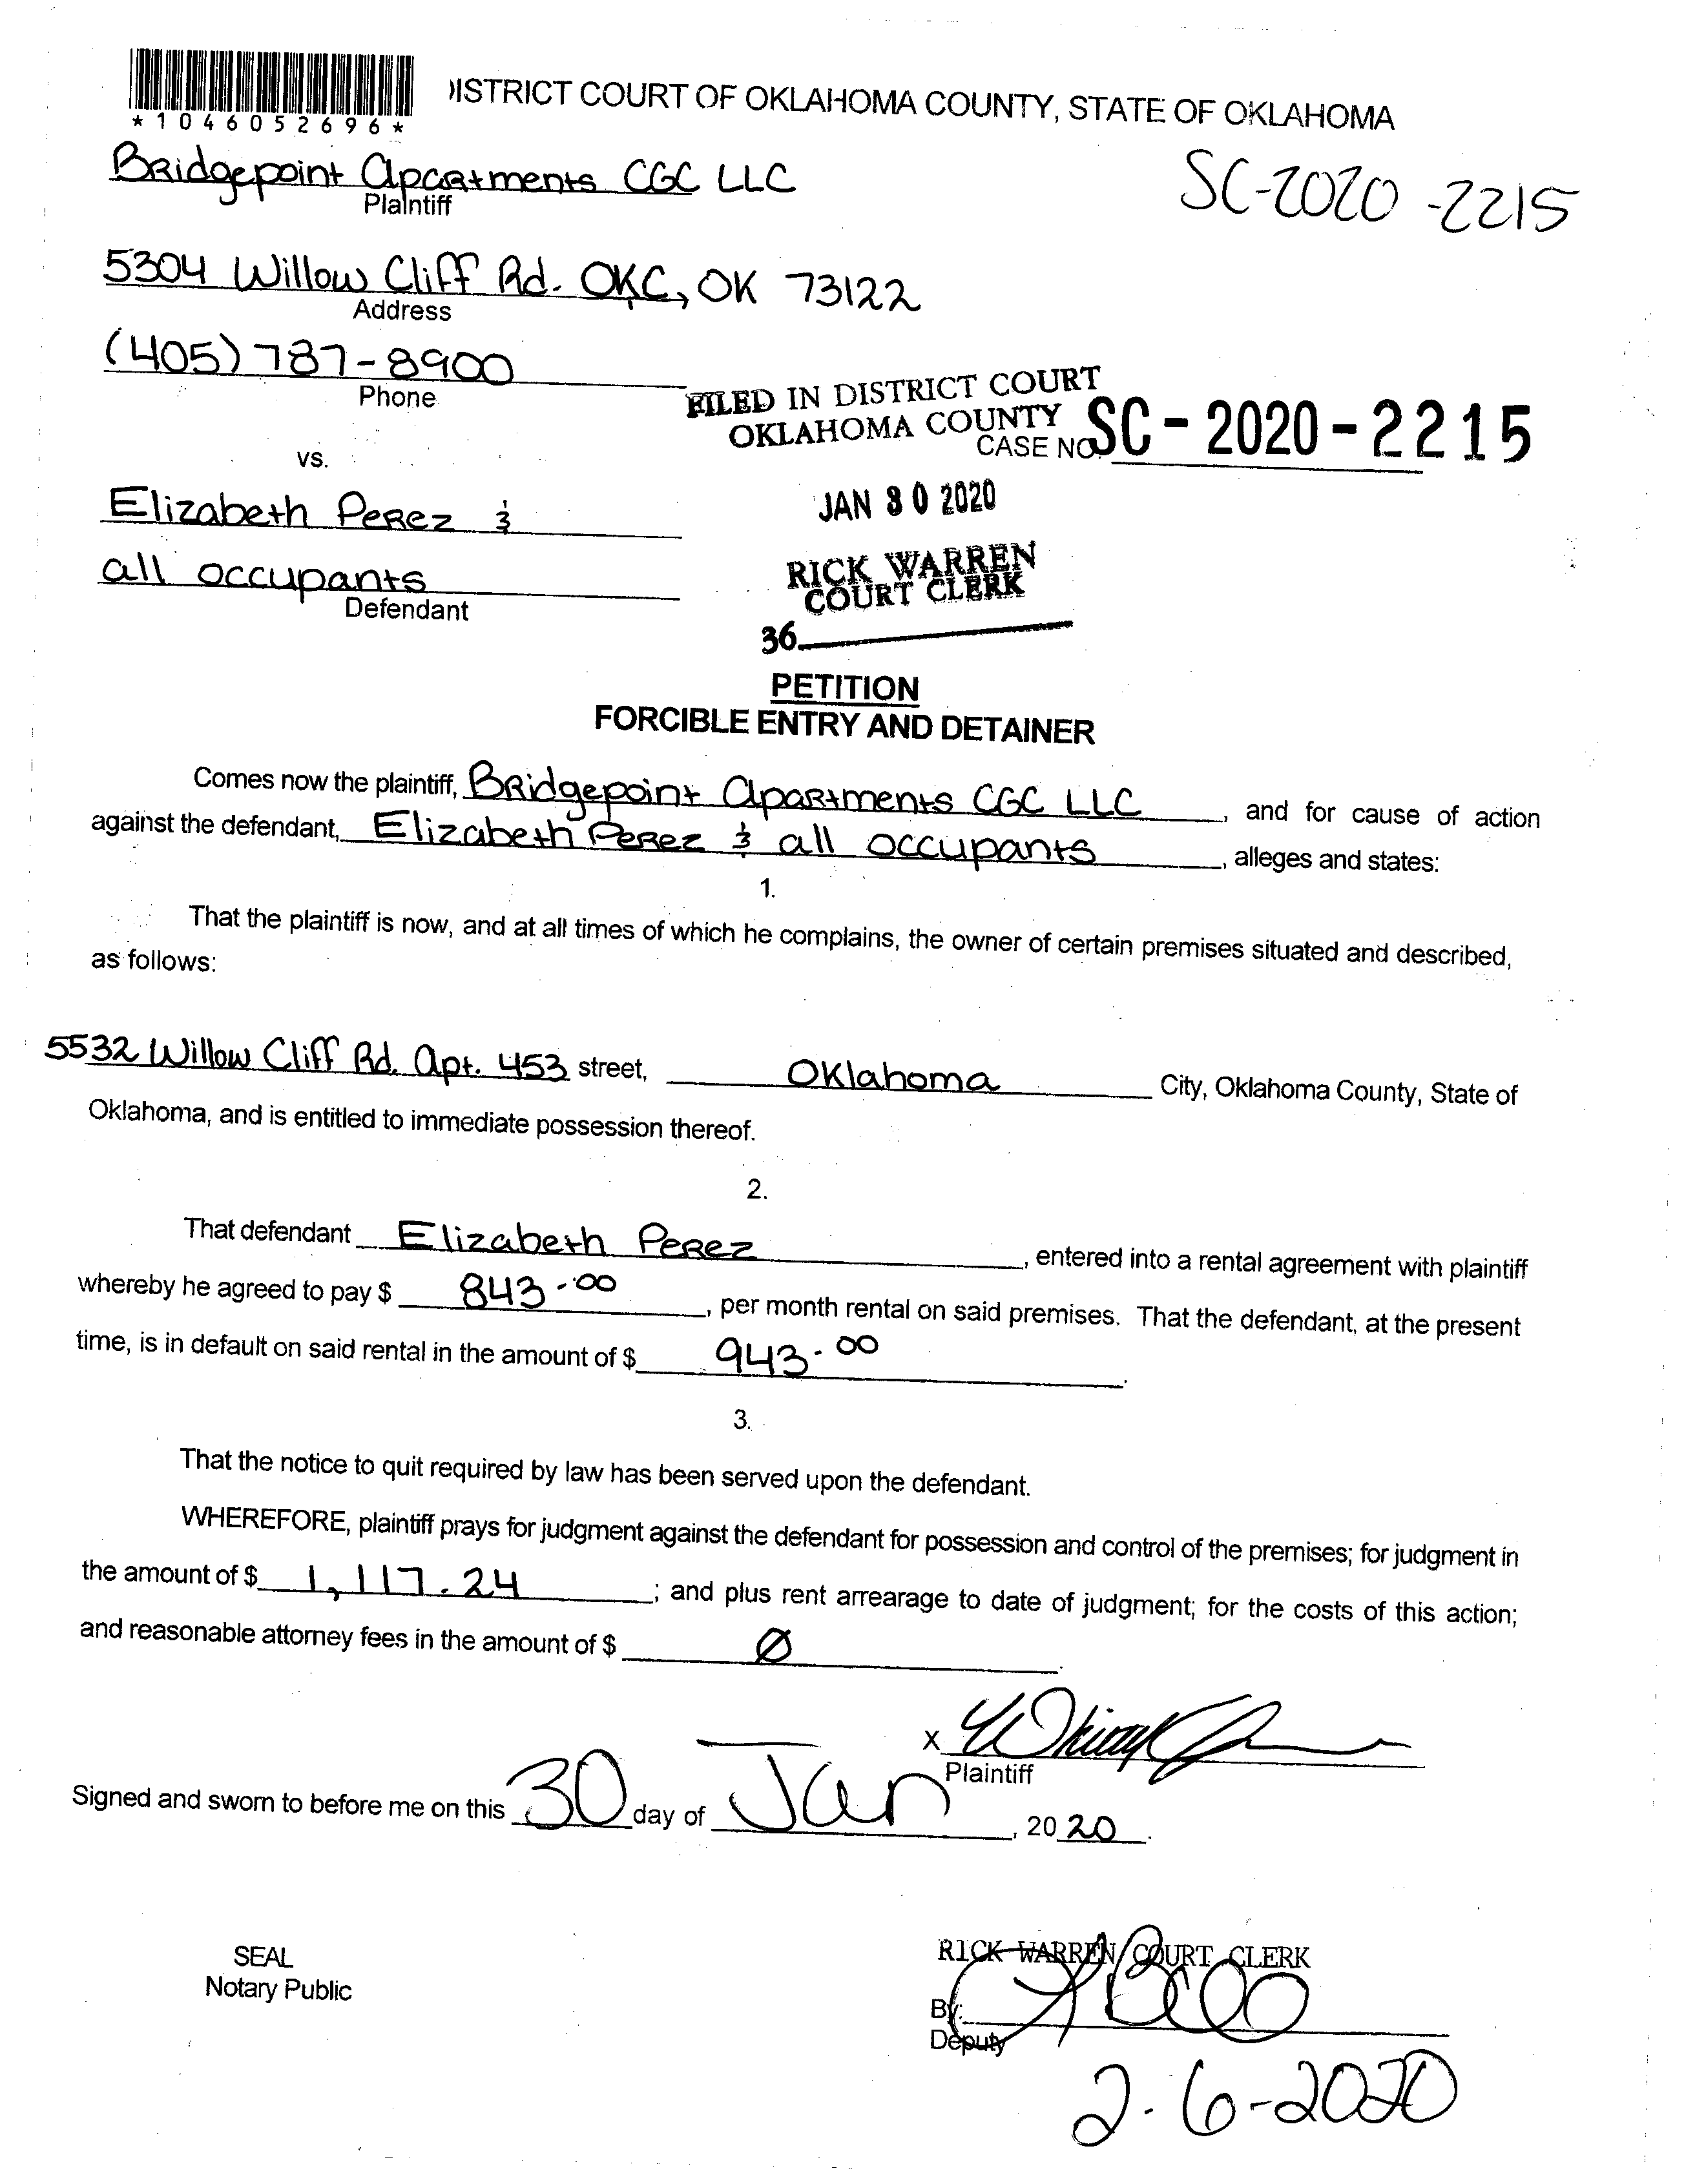 *1046052696*
ISTRICT COURT OF OKLAHOMA COUNTY, STATE OF OKLAHOMA
Bridgepoint Apartments CGC LLC
Plaintiff
SC-2020-2215
5304 Willow Cliff Rd. OKC, OK 73122
Address
(405) 787-8900
Phone
FILED IN DISTRICT COURT
OKLAHOMA COUNTY
CASE NO. SC-2020-2215
vs.
JAN 30 2020
Elizabeth Perez &
all occupants
Defendant
RICK WARREN
COURT CLERK
36
PETITION
FORCIBLE ENTRY AND DETAINER
Comes now the plaintiff, Bridgepoint Apartments CGC LLC, and for cause of action
against the defendant, Elizabeth Perez & all occupants, alleges and states:
1.
That the plaintiff is now, and at all times of which he complains, the owner of certain premises situated and described,
as follows:
5532 Willow Cliff Rd. Apt. 453 street, Oklahoma City, Oklahoma County, State of
Oklahoma, and is entitled to immediate possession thereof.
2.
That defendant Elizabeth Perez, entered into a rental agreement with plaintiff
whereby he agreed to pay $ 843.00, per month rental on said premises. That the defendant, at the present
time, is in default on said rental in the amount of $ 943.00.
3.
That the notice to quit required by law has been served upon the defendant.
WHEREFORE, plaintiff prays for judgment against the defendant for possession and control of the premises; for judgment in
the amount of $ 1,117.24; and plus rent arrearage to date of judgment; for the costs of this action;
and reasonable attorney fees in the amount of $ Ø.
X
Plaintiff
Signed and sworn to before me on this 30 day of Jan, 2020.
SEAL
Notary Public
RICK WARREN COURT CLERK
By:
Deputy
2-6-2020